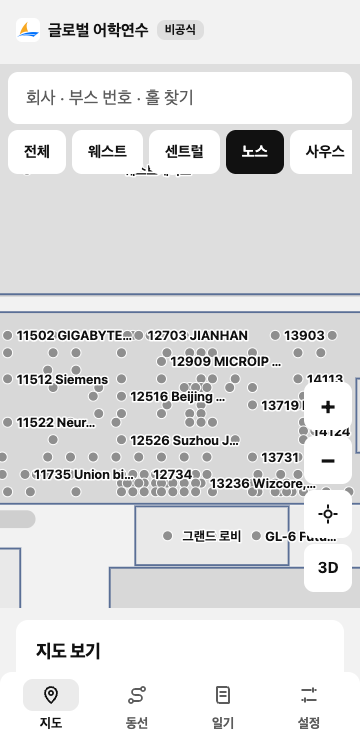 글로벌 어학연수 비공식
회사 · 부스 번호 · 홀 찾기
전체 웨스트 센트럴 노스 사우스
11502 GIGABYTE... 12703 JIANHAN 13903
12909 MICROIP ...
11512 Siemens 14113
12516 Beijing ...
13719
11522 Neur... 14124
12526 Suzhou J...
13731
11735 Union bi... 12734
13236 Wizcore,...
그랜드 로비 GL-6 Futu...
+
−
3D
지도 보기
지도 동선 일기 설정